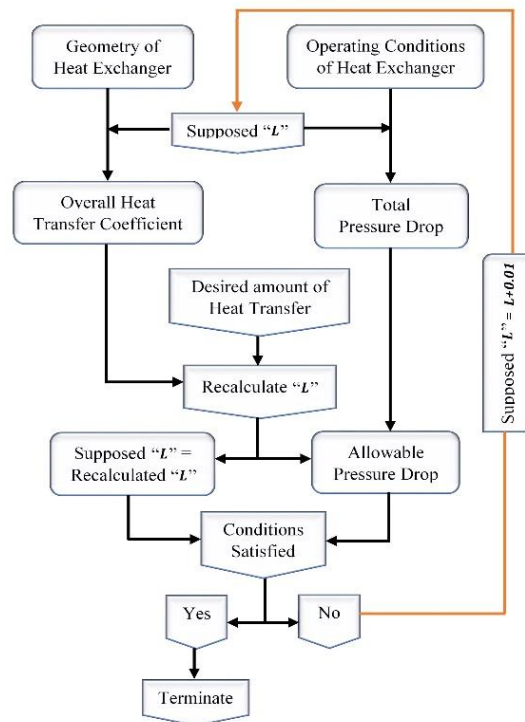 Geometry of
Heat Exchanger
Operating Conditions
of Heat Exchanger
Supposed “L”
Overall Heat
Transfer Coefficient
Total
Pressure Drop
Desired amount of
Heat Transfer
Supposed “L” = L+0.01
Recalculate “L”
Supposed “L” =
Recalculated “L”
Allowable
Pressure Drop
Conditions
Satisfied
Yes
No
Terminate